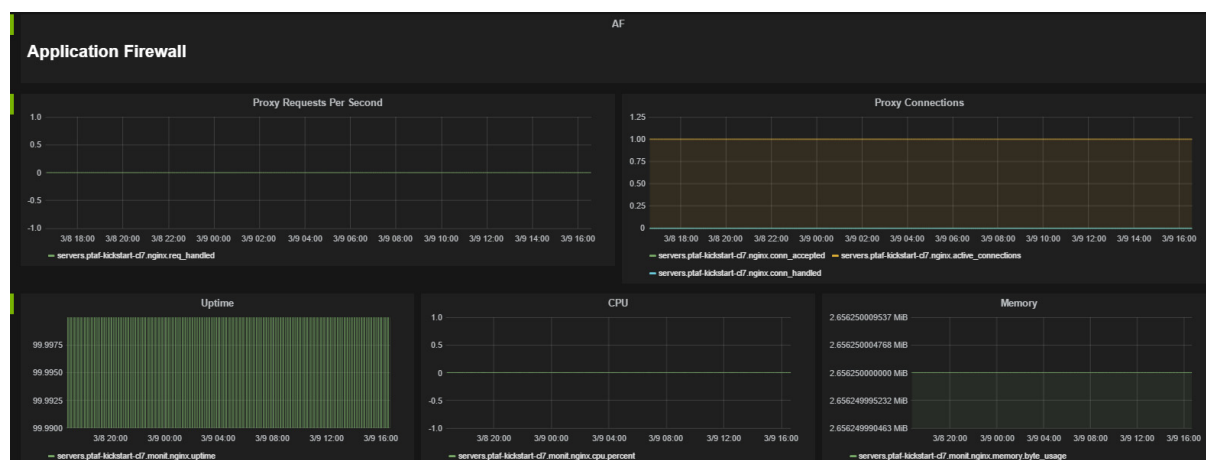 AF
Application Firewall
Proxy Requests Per Second
1.0
0.5
0
-0.5
-1.0
3/8 18:00 3/8 20:00 3/8 22:00 3/9 00:00 3/9 02:00 3/9 04:00 3/9 06:00 3/9 08:00 3/9 10:00 3/9 12:00 3/9 14:00 3/9 16:00
servers.ptaf-kickstart-cl7.nginx.req_handled
Proxy Connections
1.25
1.00
0.75
0.50
0.25
0
3/8 18:00 3/8 20:00 3/8 22:00 3/9 00:00 3/9 02:00 3/9 04:00 3/9 06:00 3/9 08:00 3/9 10:00 3/9 12:00 3/9 14:00 3/9 16:00
servers.ptaf-kickstart-cl7.nginx.conn_accepted servers.ptaf-kickstart-cl7.nginx.active_connections
servers.ptaf-kickstart-cl7.nginx.conn_handled
Uptime
99.9975
99.9950
99.9925
99.9900
3/8 20:00 3/9 00:00 3/9 04:00 3/9 08:00 3/9 12:00 3/9 16:00
servers.ptaf-kickstart-cl7.monit.nginx.uptime
CPU
1.0
0.5
0
-0.5
-1.0
3/8 20:00 3/9 00:00 3/9 04:00 3/9 08:00 3/9 12:00 3/9 16:00
servers.ptaf-kickstart-cl7.monit.nginx.cpu.percent
Memory
2.656250009537 MiB
2.656250004768 MiB
2.656250000000 MiB
2.656249995232 MiB
2.656249990463 MiB
3/8 20:00 3/9 00:00 3/9 04:00 3/9 08:00 3/9 12:00 3/9 16:00
servers.ptaf-kickstart-cl7.monit.nginx.memory.byte_usage